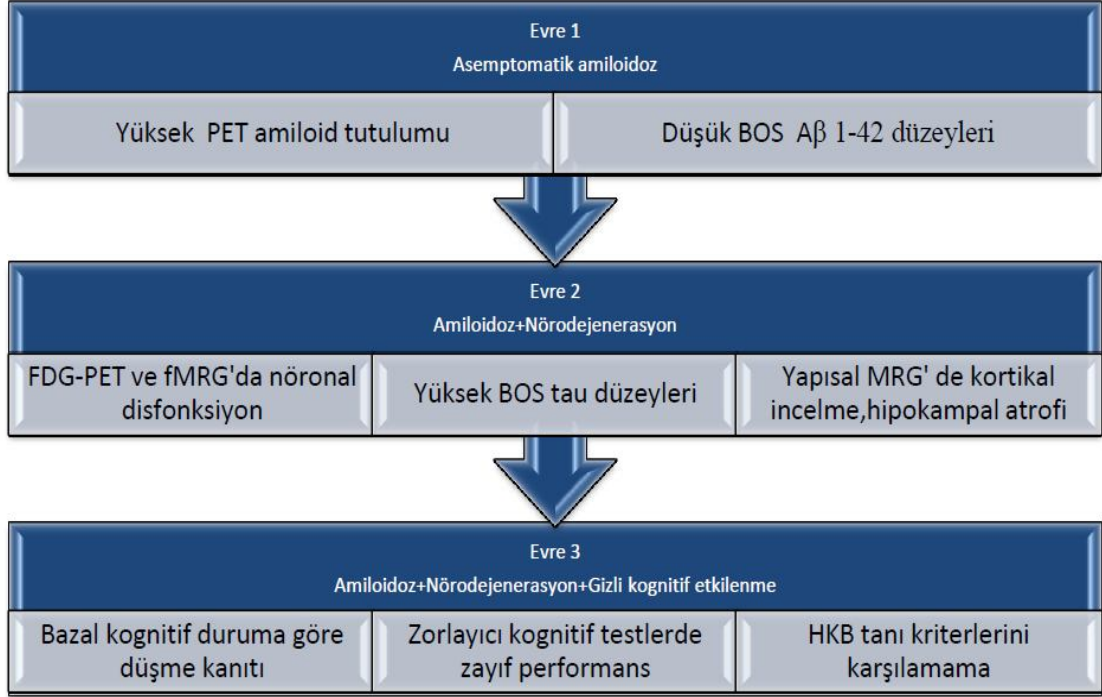 Evre 1
Asemptomatik amiloidoz
Yüksek PET amiloid tutulumu
Düşük BOS Aβ 1-42 düzeyleri
Evre 2
Amiloidoz+Nörodejenerasyon
FDG-PET ve fMRG'da nöronal
disfonksiyon
Yüksek BOS tau düzeyleri
Yapısal MRG' de kortikal
incelme,hipokampal atrofi
Evre 3
Amiloidoz+Nörodejenerasyon+Gizli kognitif etkilenme
Bazal kognitif duruma göre
düşme kanıtı
Zorlayıcı kognitif testlerde
zayıf performans
HKB tanı kriterlerini
karşılamama